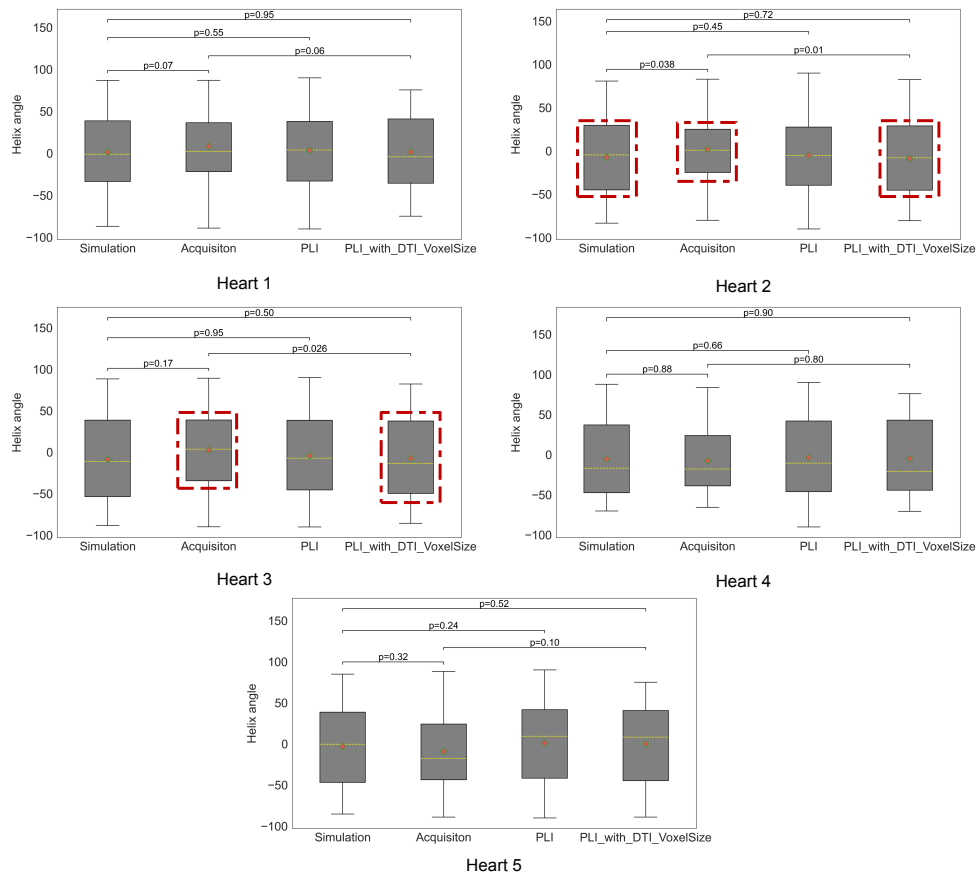 p=0.95
p=0.55
p=0.06
p=0.07
150
100
50
0
−50
−100
Helix angle
Simulation Acquisiton PLI PLI_with_DTI_VoxelSize
Heart 1
p=0.72
p=0.45
p=0.01
p=0.038
150
100
50
0
−50
−100
Helix angle
Simulation Acquisiton PLI PLI_with_DTI_VoxelSize
Heart 2
p=0.50
p=0.95
p=0.026
p=0.17
150
100
50
0
−50
−100
Helix angle
Simulation Acquisiton PLI PLI_with_DTI_VoxelSize
Heart 3
p=0.90
p=0.66
p=0.80
p=0.88
150
100
50
0
−50
−100
Helix angle
Simulation Acquisiton PLI PLI_with_DTI_VoxelSize
Heart 4
p=0.52
p=0.24
p=0.10
p=0.32
150
100
50
0
−50
−100
Helix angle
Simulation Acquisiton PLI PLI_with_DTI_VoxelSize
Heart 5